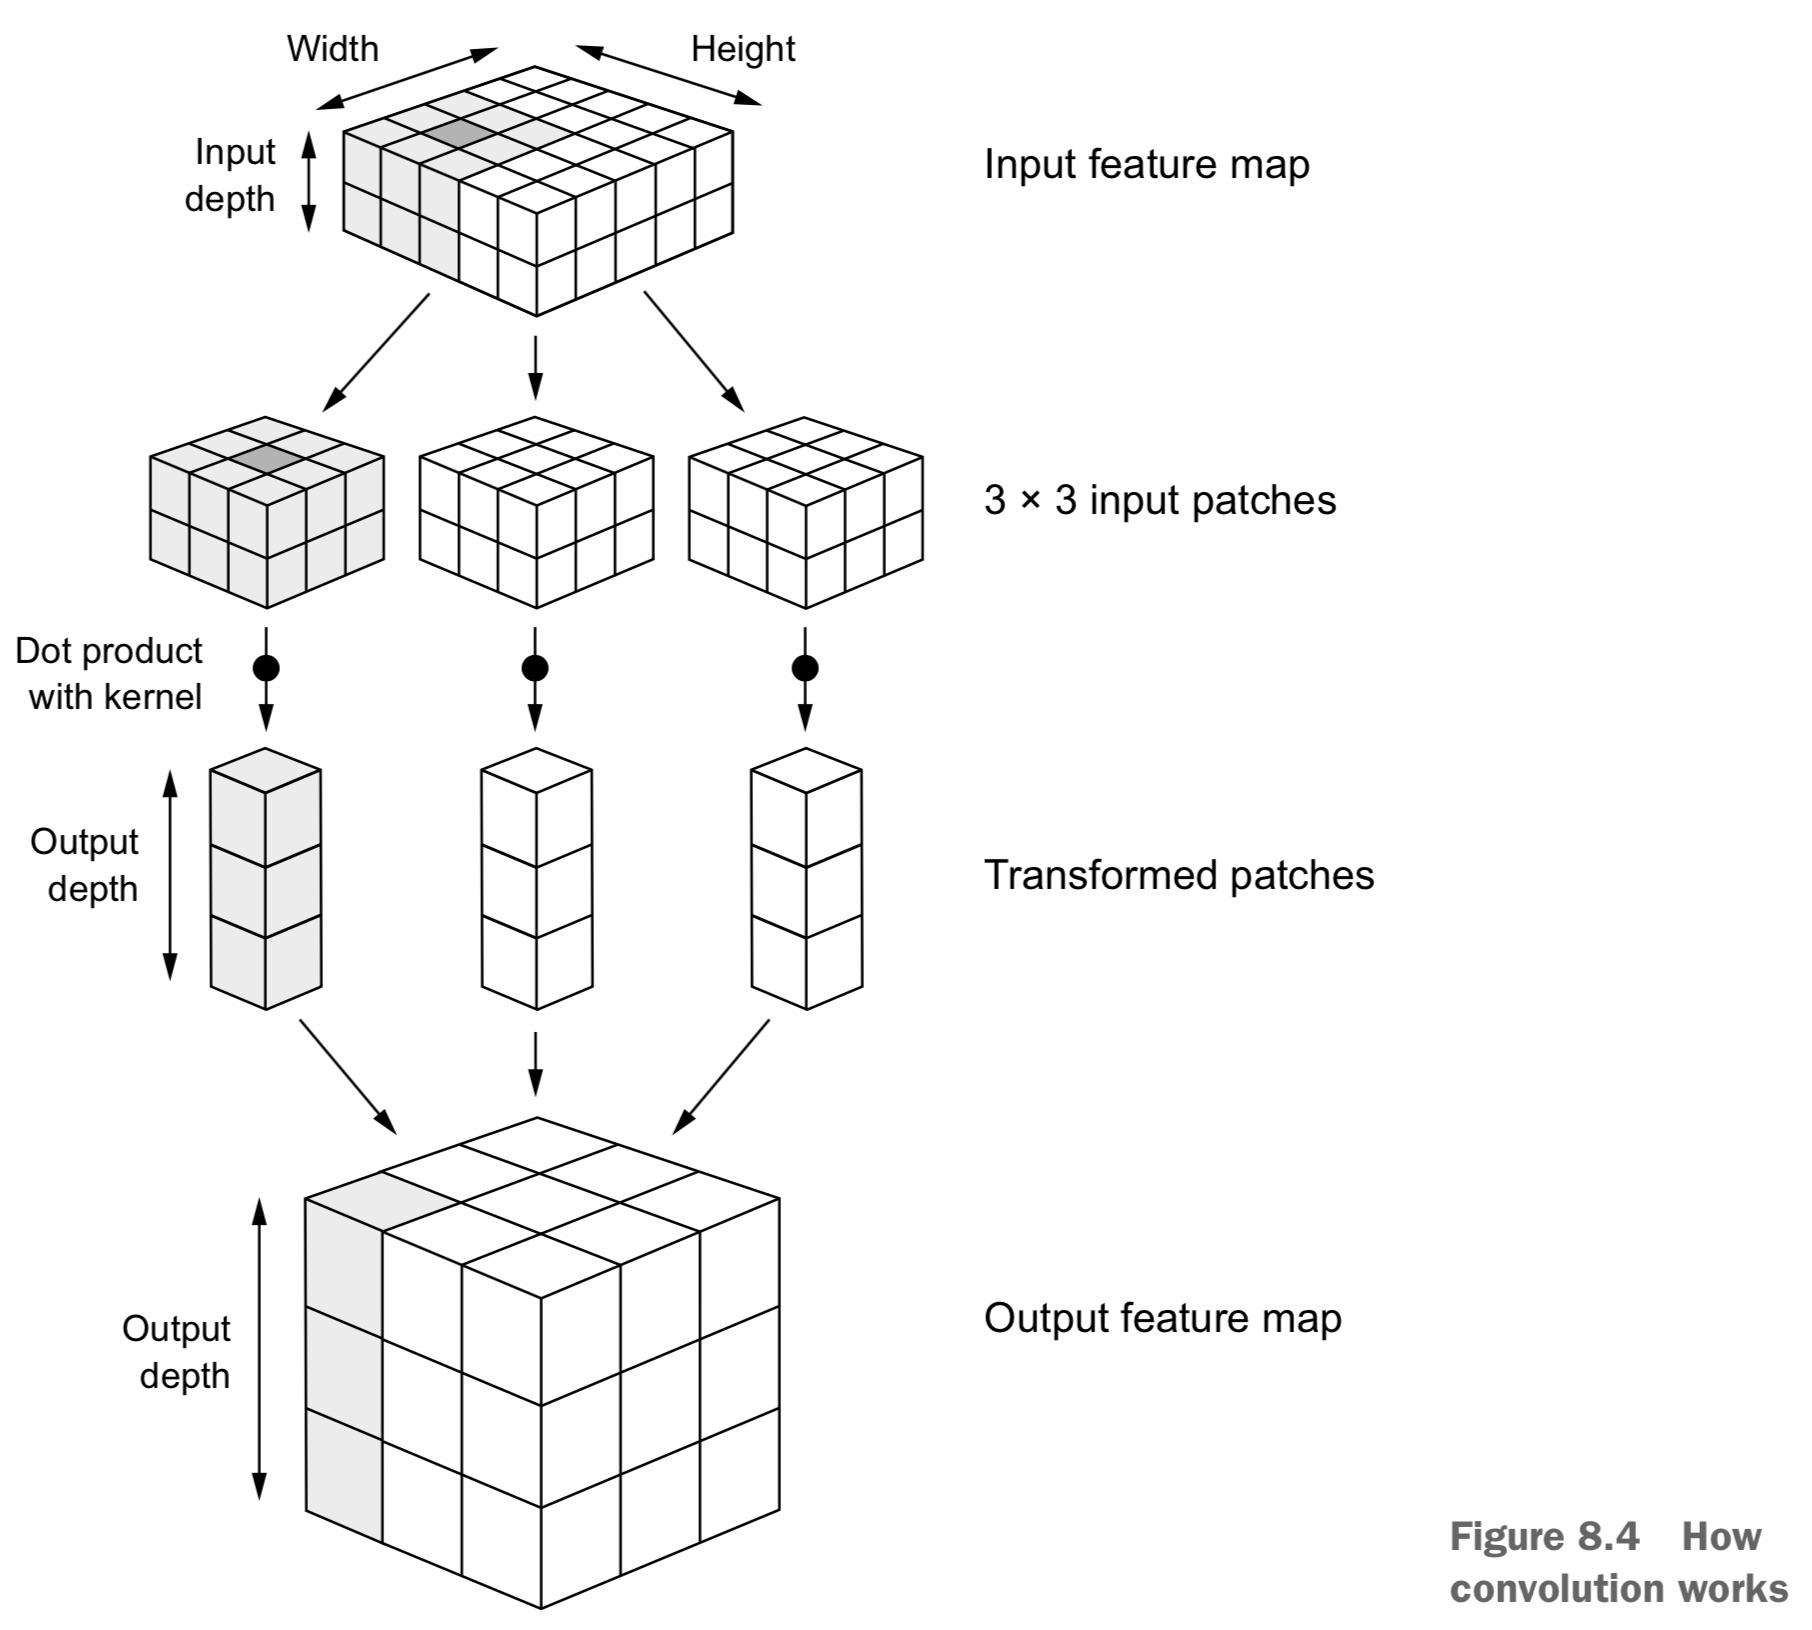 Width
Height
Input
depth
Input feature map
3 × 3 input patches
Dot product
with kernel
Output
depth
Transformed patches
Output
depth
Output feature map
Figure 8.4 How
convolution works